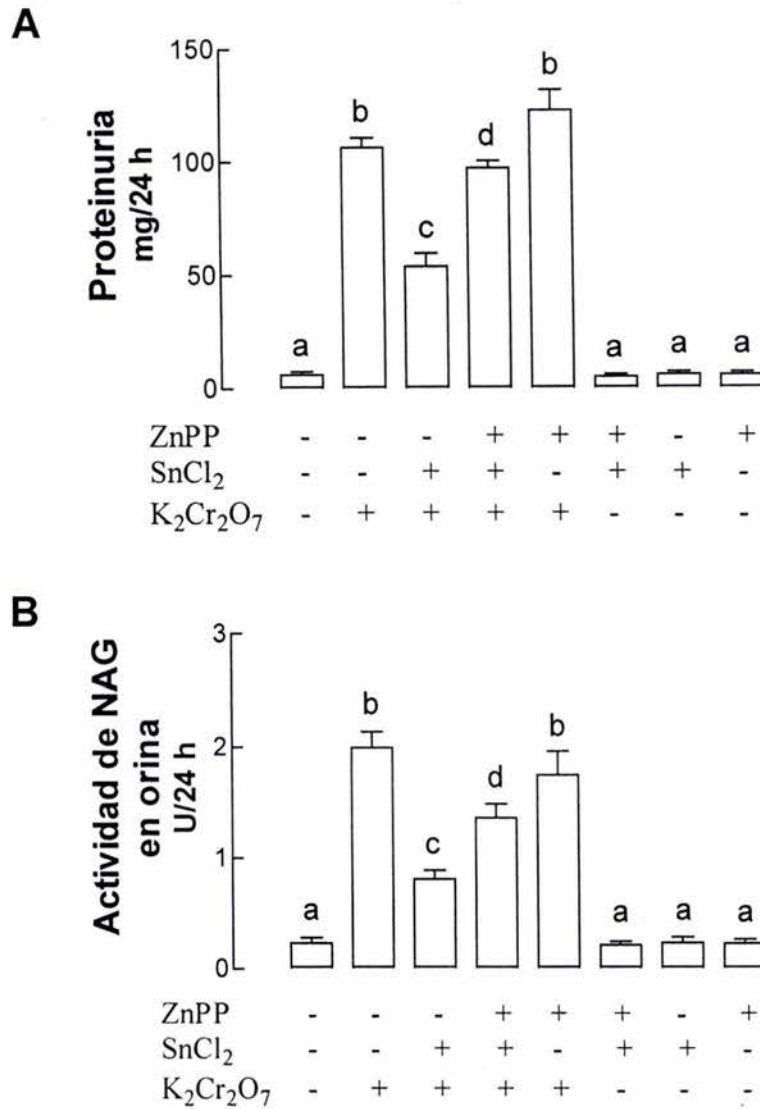 A
Proteinuria
mg/24 h
150
100
50
0
a
b
c
d
b
a
a
a
ZnPP - - - + + + - +
SnCl₂ - - + + - + + -
K₂Cr₂O₇ - + + + + - - -
B
Actividad de NAG
en orina
U/24 h
3
2
1
0
a
b
c
d
b
a
a
a
ZnPP - - - + + + - +
SnCl₂ - - + + - + + -
K₂Cr₂O₇ - + + + + - - -